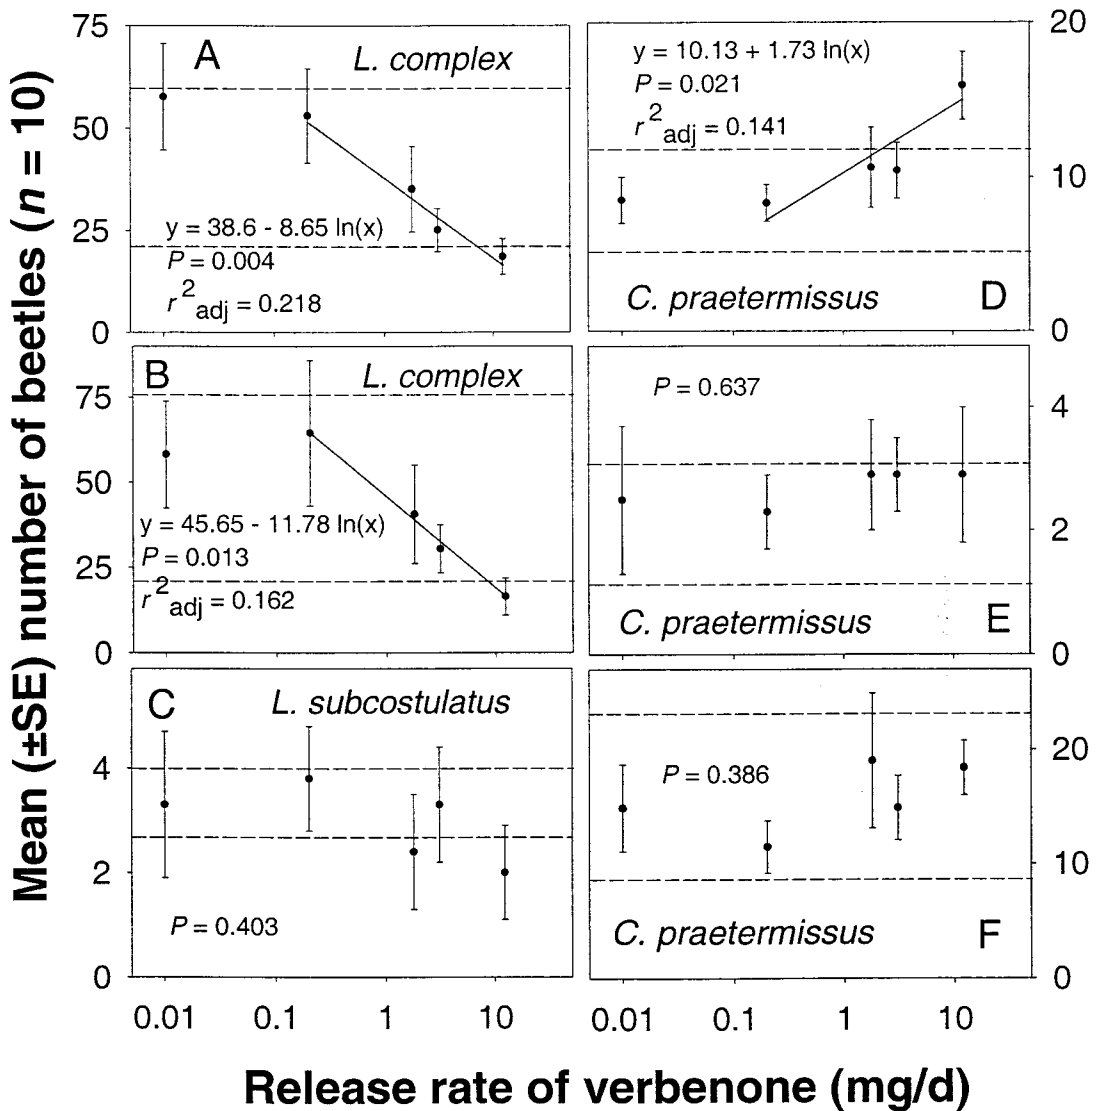 Mean (±SE) number of beetles (n = 10)
75
50
25
0
A
L. complex
y = 38.6 - 8.65 ln(x)
P = 0.004
r²adj = 0.218
20
10
0
y = 10.13 + 1.73 ln(x)
P = 0.021
r²adj = 0.141
C. praetermissus
D
75
50
25
0
B
L. complex
y = 45.65 - 11.78 ln(x)
P = 0.013
r²adj = 0.162
4
2
0
P = 0.637
C. praetermissus
E
4
2
0
C
L. subcostulatus
P = 0.403
20
10
0
P = 0.386
C. praetermissus
F
0.01 0.1 1 10
0.01 0.1 1 10
Release rate of verbenone (mg/d)